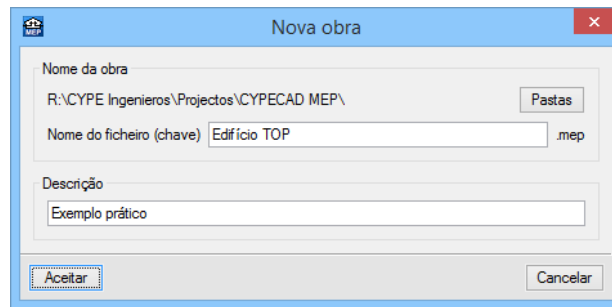 MEP
Nova obra
Nome da obra
R:\CYPE Ingenieros\Projectos\CYPECAD MEP\
Pastas
Nome do ficheiro (chave) Edifício TOP .mep
Descrição
Exemplo prático
Aceitar Cancelar